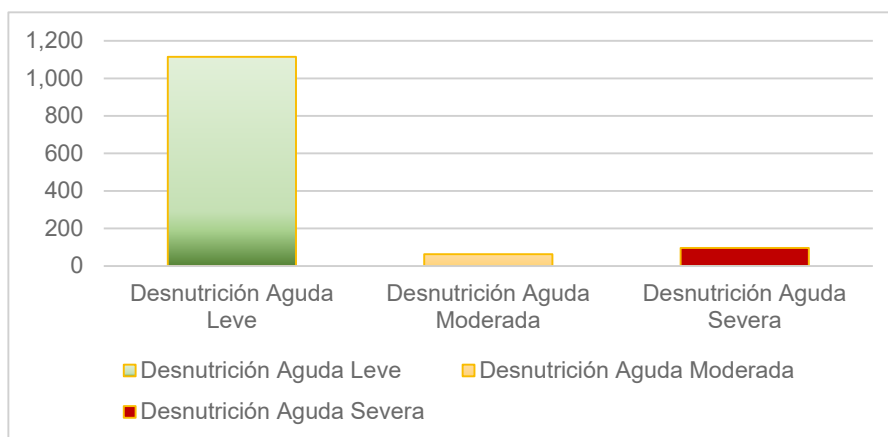 1,200
1,000
800
600
400
200
0
Desnutrición Aguda
Leve
Desnutrición Aguda
Moderada
Desnutrición Aguda
Severa
Desnutrición Aguda Leve
Desnutrición Aguda Moderada
Desnutrición Aguda Severa